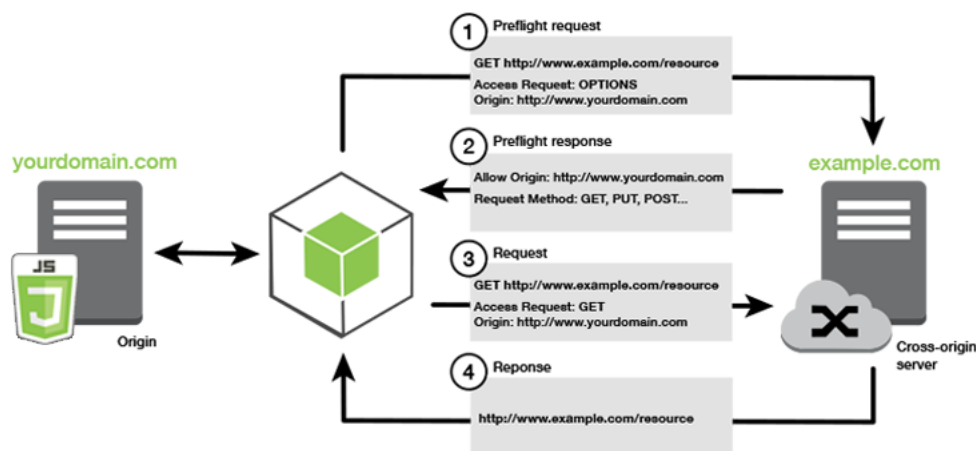 1 Preflight request
GET http://www.example.com/resource
Access Request: OPTIONS
Origin: http://www.yourdomain.com
yourdomain.com
JS
Origin
2 Preflight response
Allow Origin: http://www.yourdomain.com
Request Method: GET, PUT, POST...
3 Request
GET http://www.example.com/resource
Access Request: GET
Origin: http://www.yourdomain.com
4 Reponse
http://www.example.com/resource
example.com
Cross-origin
server